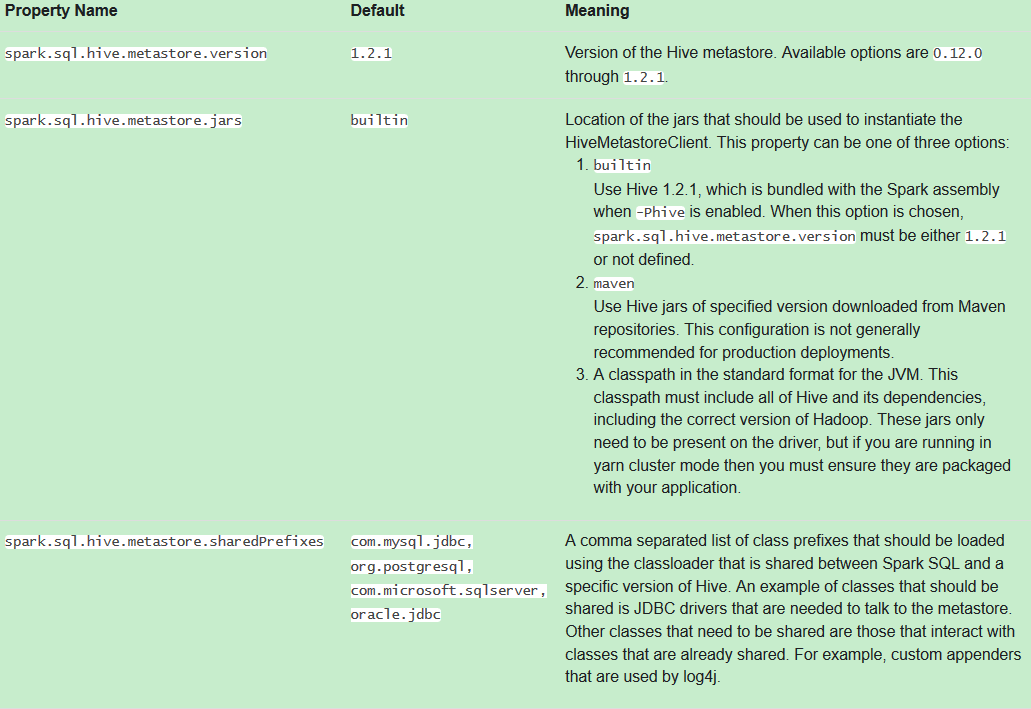 Property Name Default Meaning
spark.sql.hive.metastore.version 1.2.1 Version of the Hive metastore. Available options are 0.12.0
through 1.2.1.
spark.sql.hive.metastore.jars builtin Location of the jars that should be used to instantiate the
HiveMetastoreClient. This property can be one of three options:
1. builtin
Use Hive 1.2.1, which is bundled with the Spark assembly
when -Phive is enabled. When this option is chosen,
spark.sql.hive.metastore.version must be either 1.2.1
or not defined.
2. maven
Use Hive jars of specified version downloaded from Maven
repositories. This configuration is not generally
recommended for production deployments.
3. A classpath in the standard format for the JVM. This
classpath must include all of Hive and its dependencies,
including the correct version of Hadoop. These jars only
need to be present on the driver, but if you are running in
yarn cluster mode then you must ensure they are packaged
with your application.
spark.sql.hive.metastore.sharedPrefixes com.mysql.jdbc, A comma separated list of class prefixes that should be loaded
org.postgresql, using the classloader that is shared between Spark SQL and a
com.microsoft.sqlserver, specific version of Hive. An example of classes that should be
oracle.jdbc shared is JDBC drivers that are needed to talk to the metastore.
Other classes that need to be shared are those that interact with
classes that are already shared. For example, custom appenders
that are used by log4j.